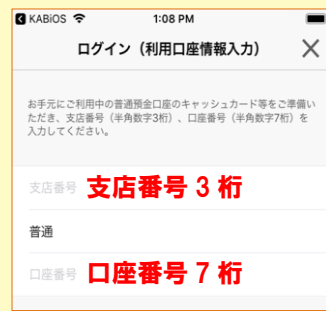 KABiOS 1:08 PM
ログイン（利用口座情報入力） ×
お手元にご利用中の普通預金口座のキャッシュカード等をご準備い
ただき、支店番号（半角数字3桁）、口座番号（半角数字7桁）を
入力してください。
支店番号 支店番号 3 桁
普通
口座番号 口座番号 7 桁